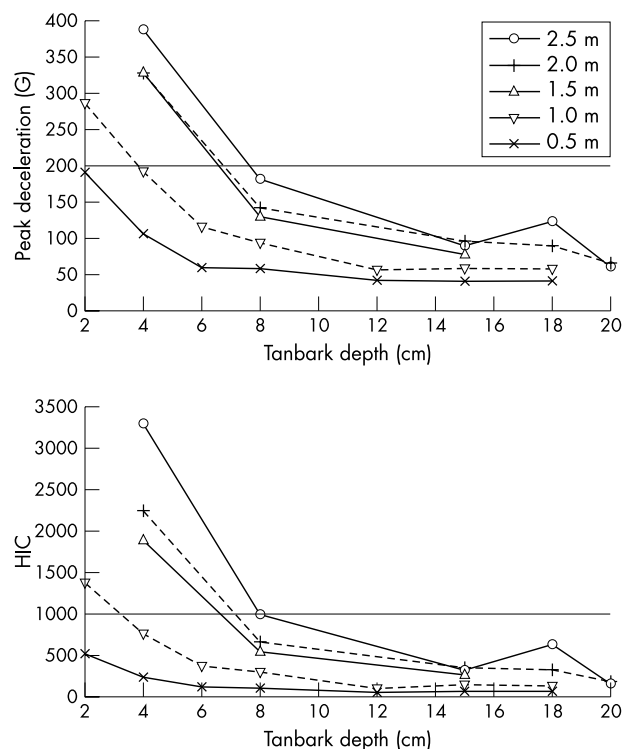 400
350
300
250
200
150
100
50
0
Peak deceleration (G)
2.5 m
2.0 m
1.5 m
1.0 m
0.5 m
2 4 6 8 10 12 14 16 18 20
Tanbark depth (cm)
3500
3000
2500
2000
1500
1000
500
0
HIC
2 4 6 8 10 12 14 16 18 20
Tanbark depth (cm)